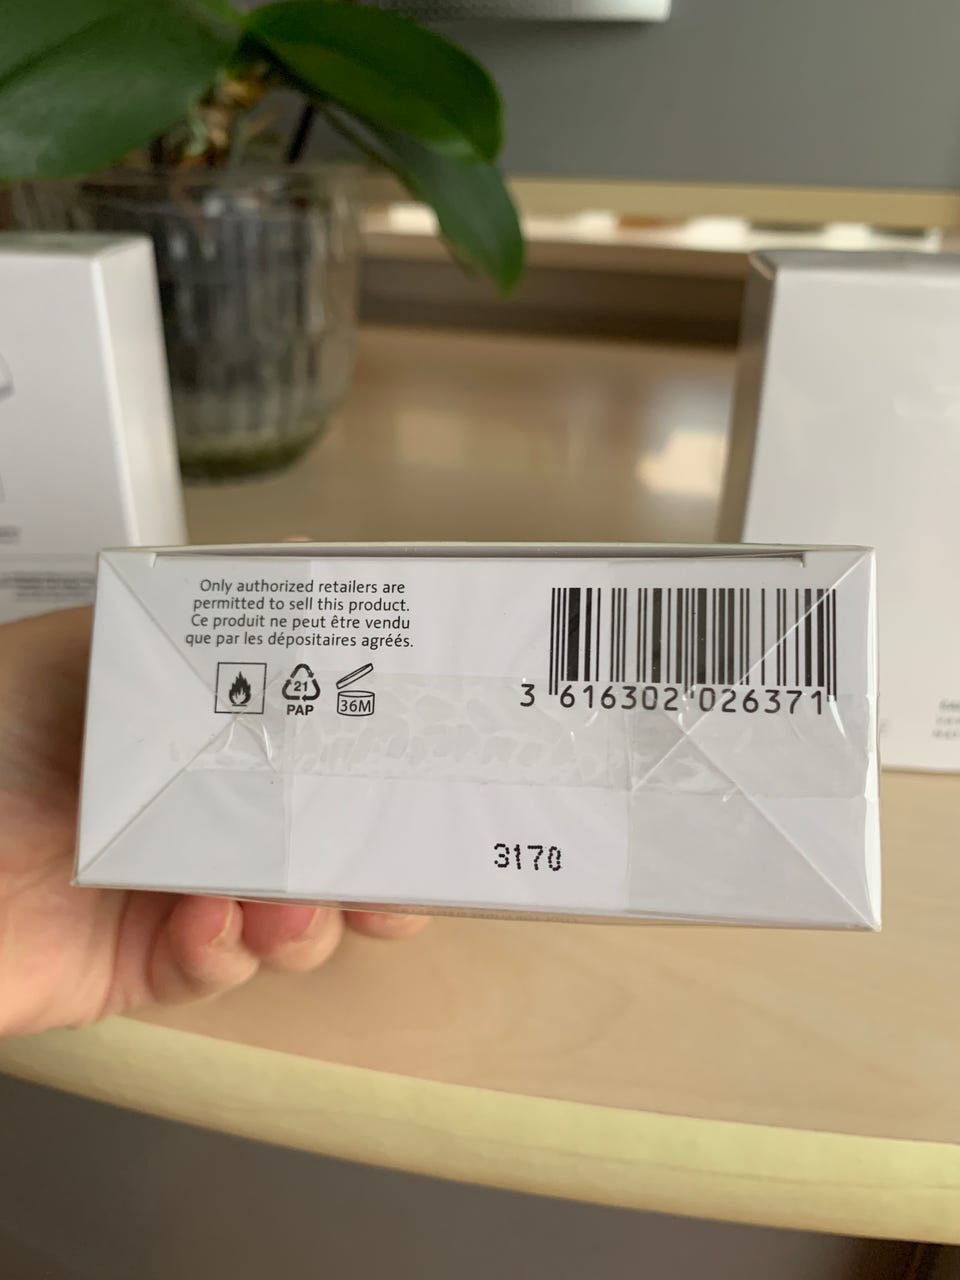 Only authorized retailers are
permitted to sell this product.
Ce produit ne peut être vendu
que par les dépositaires agréés.
21
PAP
36M
3 616302 026371
3170